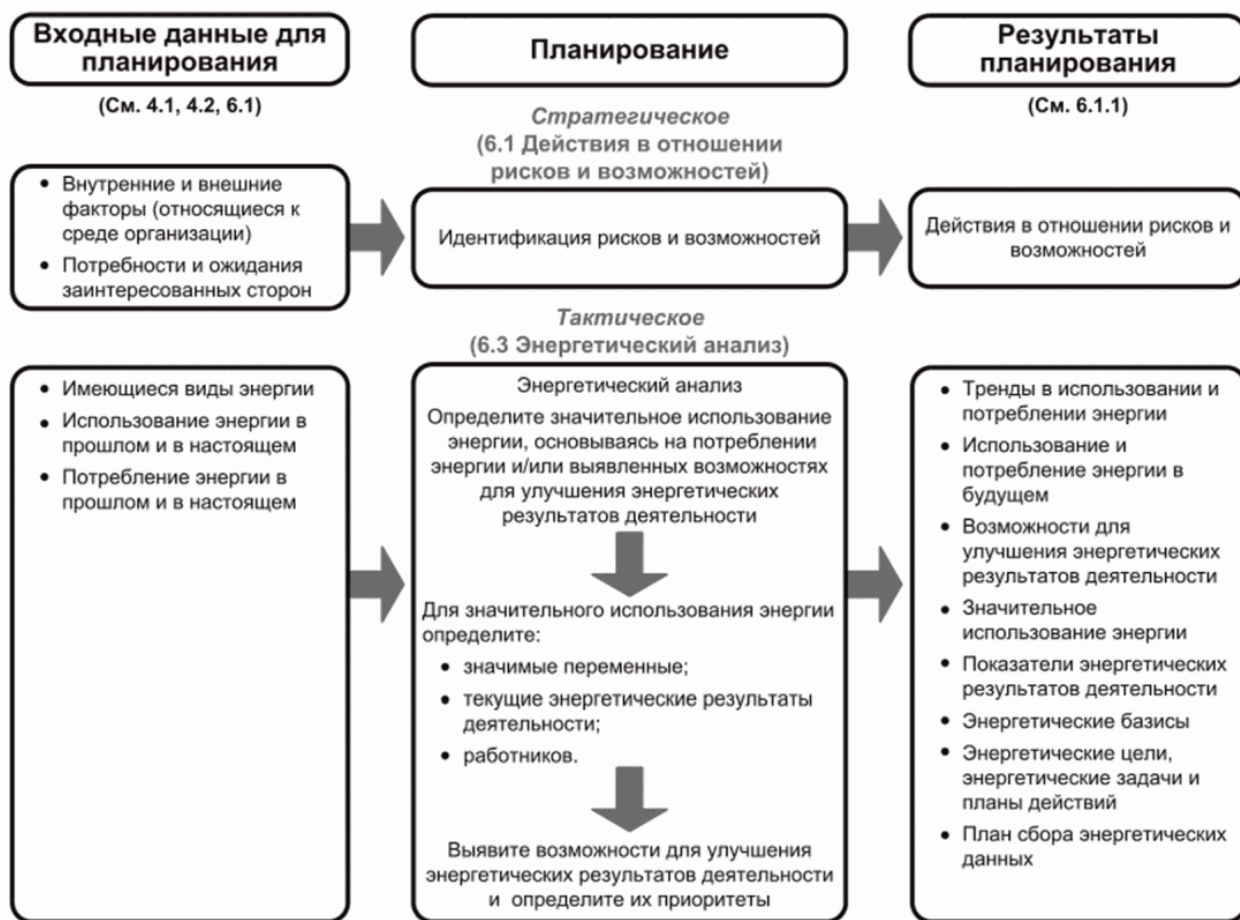 Входные данные для
планирования
(См. 4.1, 4.2, 6.1)
Планирование
Результаты
планирования
(См. 6.1.1)
Стратегическое
(6.1 Действия в отношении
рисков и возможностей)
• Внутренние и внешние
факторы (относящиеся к
среде организации)
• Потребности и ожидания
заинтересованных сторон
Идентификация рисков и возможностей
Действия в отношении рисков и
возможностей
Тактическое
(6.3 Энергетический анализ)
• Имеющиеся виды энергии
• Использование энергии в
прошлом и в настоящем
• Потребление энергии в
прошлом и в настоящем
Энергетический анализ
Определите значительное использование
энергии, основываясь на потреблении
энергии и/или выявленных возможностях
для улучшения энергетических
результатов деятельности
Для значительного использования энергии
определите:
• значимые переменные;
• текущие энергетические результаты
деятельности;
• работников.
Выявите возможности для улучшения
энергетических результатов деятельности
и определите их приоритеты
• Тренды в использовании и
потреблении энергии
• Использование и
потребление энергии в
будущем
• Возможности для
улучшения энергетических
результатов деятельности
• Значительное
использование энергии
• Показатели энергетических
результатов деятельности
• Энергетические базисы
• Энергетические цели,
энергетические задачи и
планы действий
• План сбора энергетических
данных